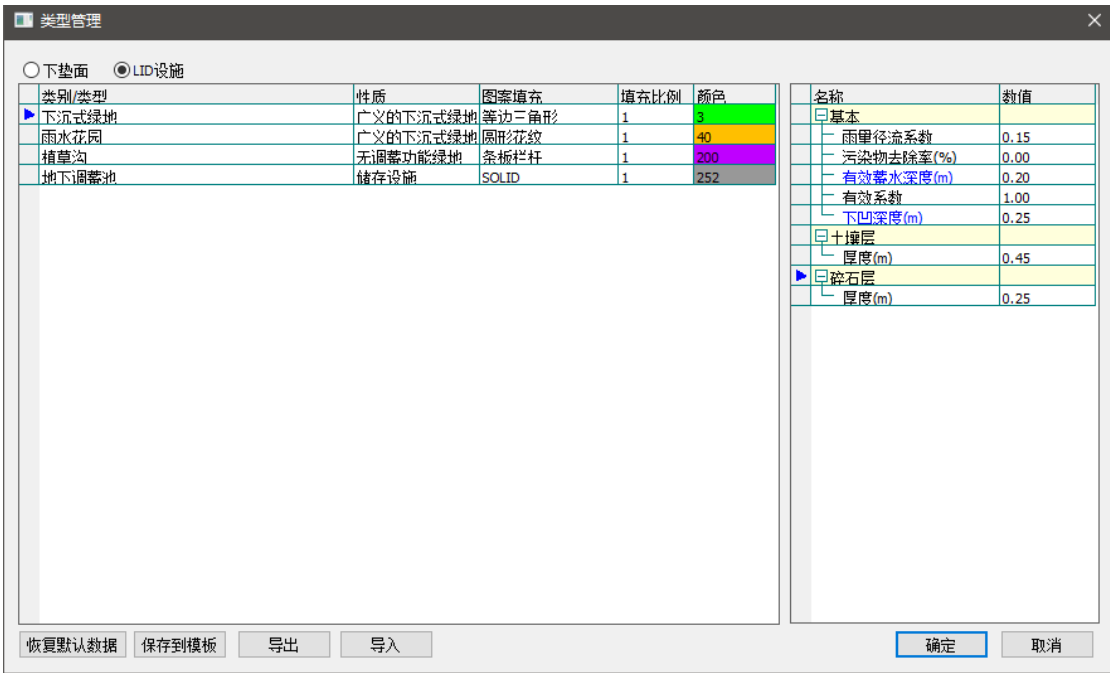 类型管理
下垫面 LID设施
类别/类型 性质 图案填充 填充比例 颜色
下沉式绿地 广义的下沉式绿地 等边三角形 1 3
雨水花园 广义的下沉式绿地 圆形花纹 1 40
植草沟 无调蓄功能绿地 条板栏杆 1 200
地下调蓄池 储存设施 SOLID 1 252
名称 数值
基本
雨量径流系数 0.15
污染物去除率(%) 0.00
有效蓄水深度(m) 0.20
有效系数 1.00
下凹深度(m) 0.25
土壤层
厚度(m) 0.45
碎石层
厚度(m) 0.25
恢复默认数据 保存到模板 导出 导入 确定 取消